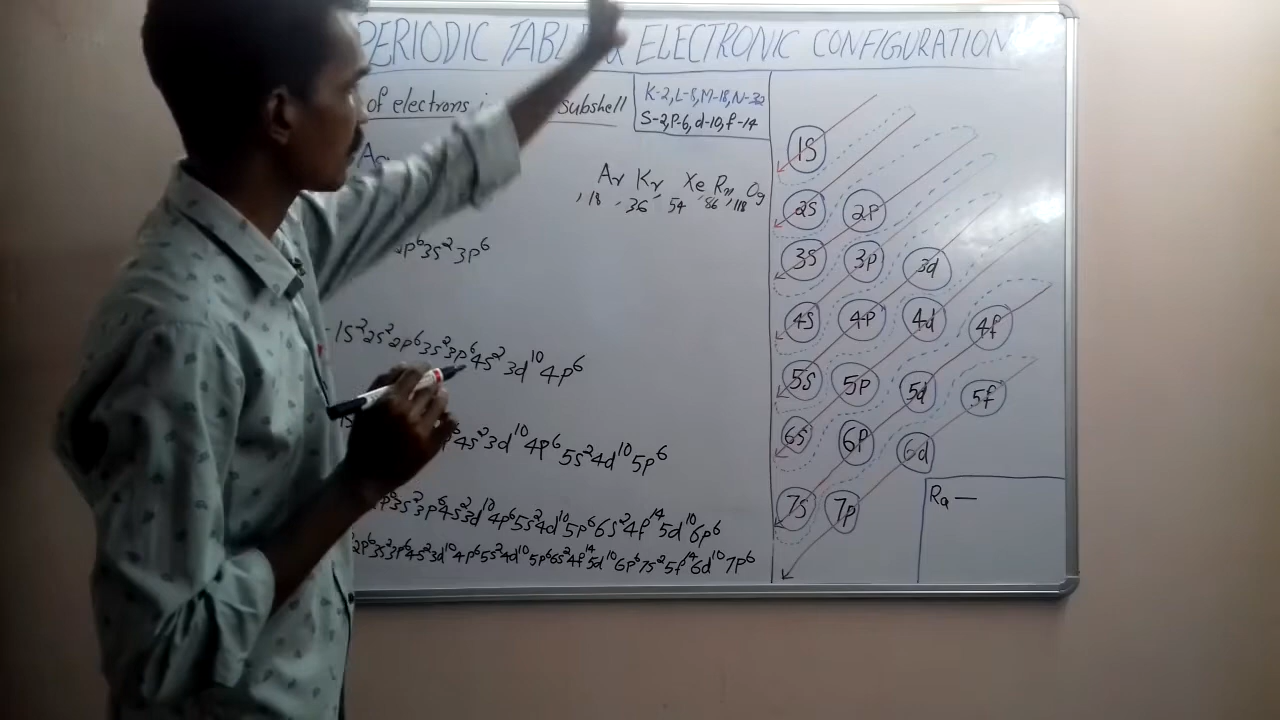 PERIODIC TABLE & ELECTRONIC CONFIGURATION
of electrons subshell
K-2, L-8, M-18, N-32
S-2, P-6, d-10, f-14
Ar Kr Xe Rn Og
, 18 , 36 54 , 86 , 118
2p⁶3s²3p⁶
1s²2s²2p⁶3s²3p⁶4s²3d¹⁰4p⁶
4s²3d¹⁰4p⁶5s²4d¹⁰5p⁶
3s²3p⁶4s²3d¹⁰4p⁶5s²4d¹⁰5p⁶6s²4f¹⁴5d¹⁰6p⁶
2p⁶3s²3p⁶4s²3d¹⁰4p⁶5s²4d¹⁰5p⁶6s²4f¹⁴5d¹⁰6p⁶7s²5f¹⁴6d¹⁰7p⁶
1S
2S 2P
3S 3P 3d
4S 4P 4d 4f
5S 5P 5d 5f
6S 6P 6d
7S 7P
Ra —